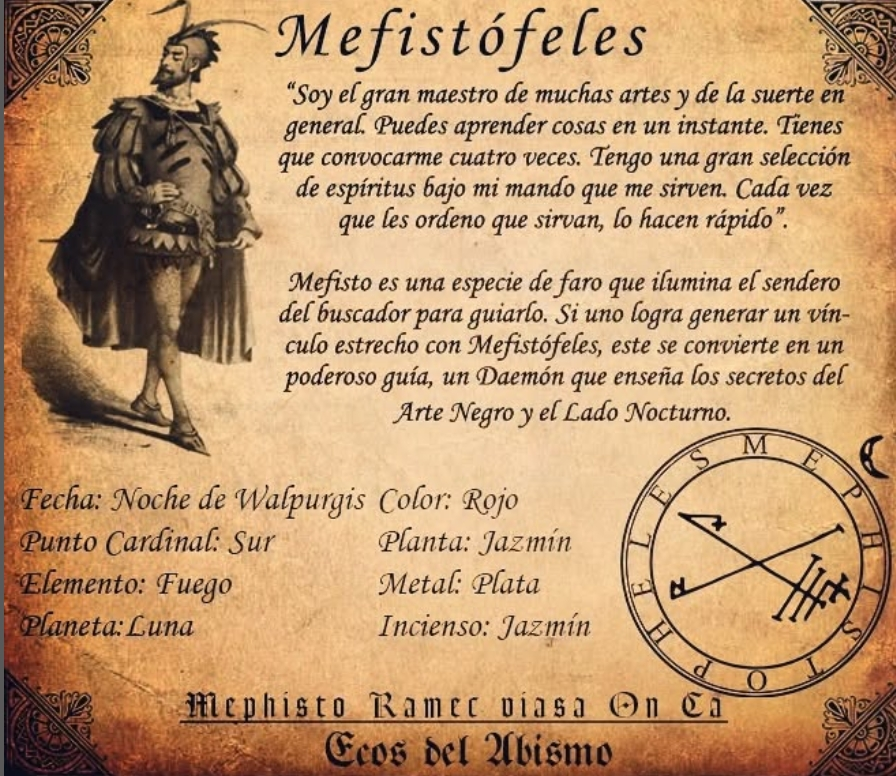 Mefistófeles
“Soy el gran maestro de muchas artes y de la suerte en
general. Puedes aprender cosas en un instante. Tienes
que convocarme cuatro veces. Tengo una gran selección
de espíritus bajo mi mando que me sirven. Cada vez
que les ordeno que sirvan, lo hacen rápido”.
Mefisto es una especie de faro que ilumina el sendero
del buscador para guiarlo. Si uno logra generar un vín-
culo estrecho con Mefistófeles, este se convierte en un
poderoso guía, un Daemón que enseña los secretos del
Arte Negro y el Lado Nocturno.
Fecha: Noche de Walpurgis
Punto Cardinal: Sur
Elemento: Fuego
Planeta: Luna
Color: Rojo
Planta: Jazmín
Metal: Plata
Incienso: Jazmín
MEPHISTOPHELES
Mephisto Ramec viasa On Ca
Ecos del Abismo